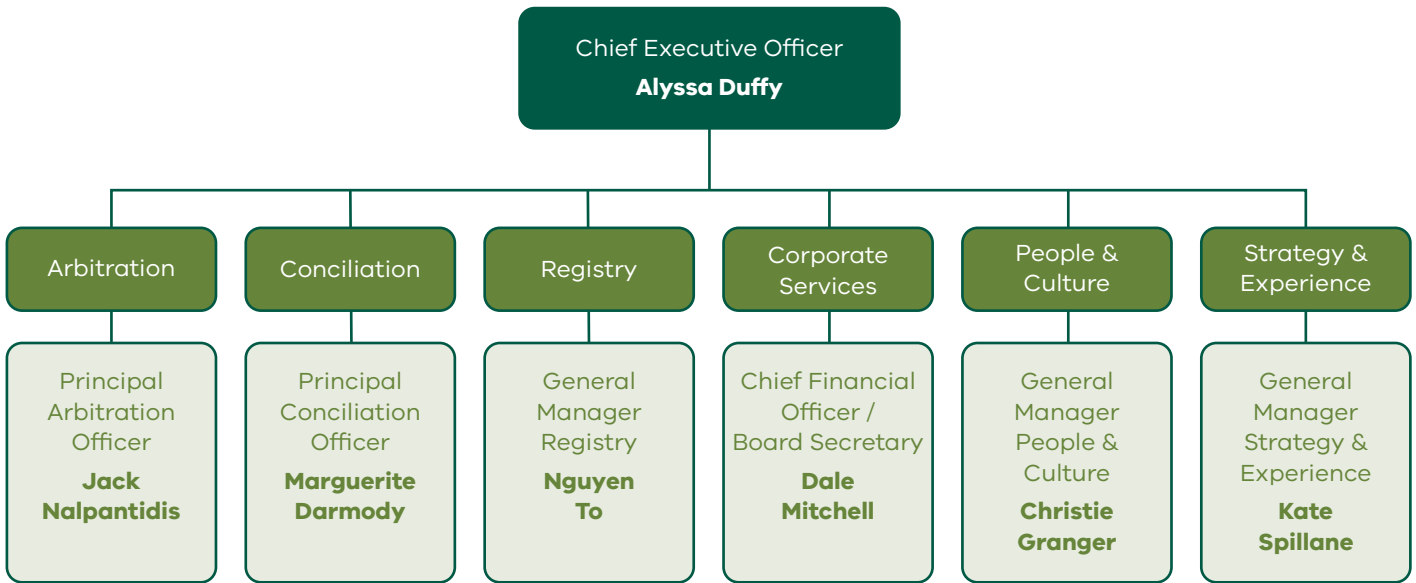 Chief Executive Officer
Alyssa Duffy
Arbitration
Conciliation
Registry
Corporate
Services
People &
Culture
Strategy &
Experience
Principal
Arbitration
Officer
Jack
Nalpantidis
Principal
Conciliation
Officer
Marguerite
Darmody
General
Manager
Registry
Nguyen
To
Chief Financial
Officer /
Board Secretary
Dale
Mitchell
General
Manager
People &
Culture
Christie
Granger
General
Manager
Strategy &
Experience
Kate
Spillane